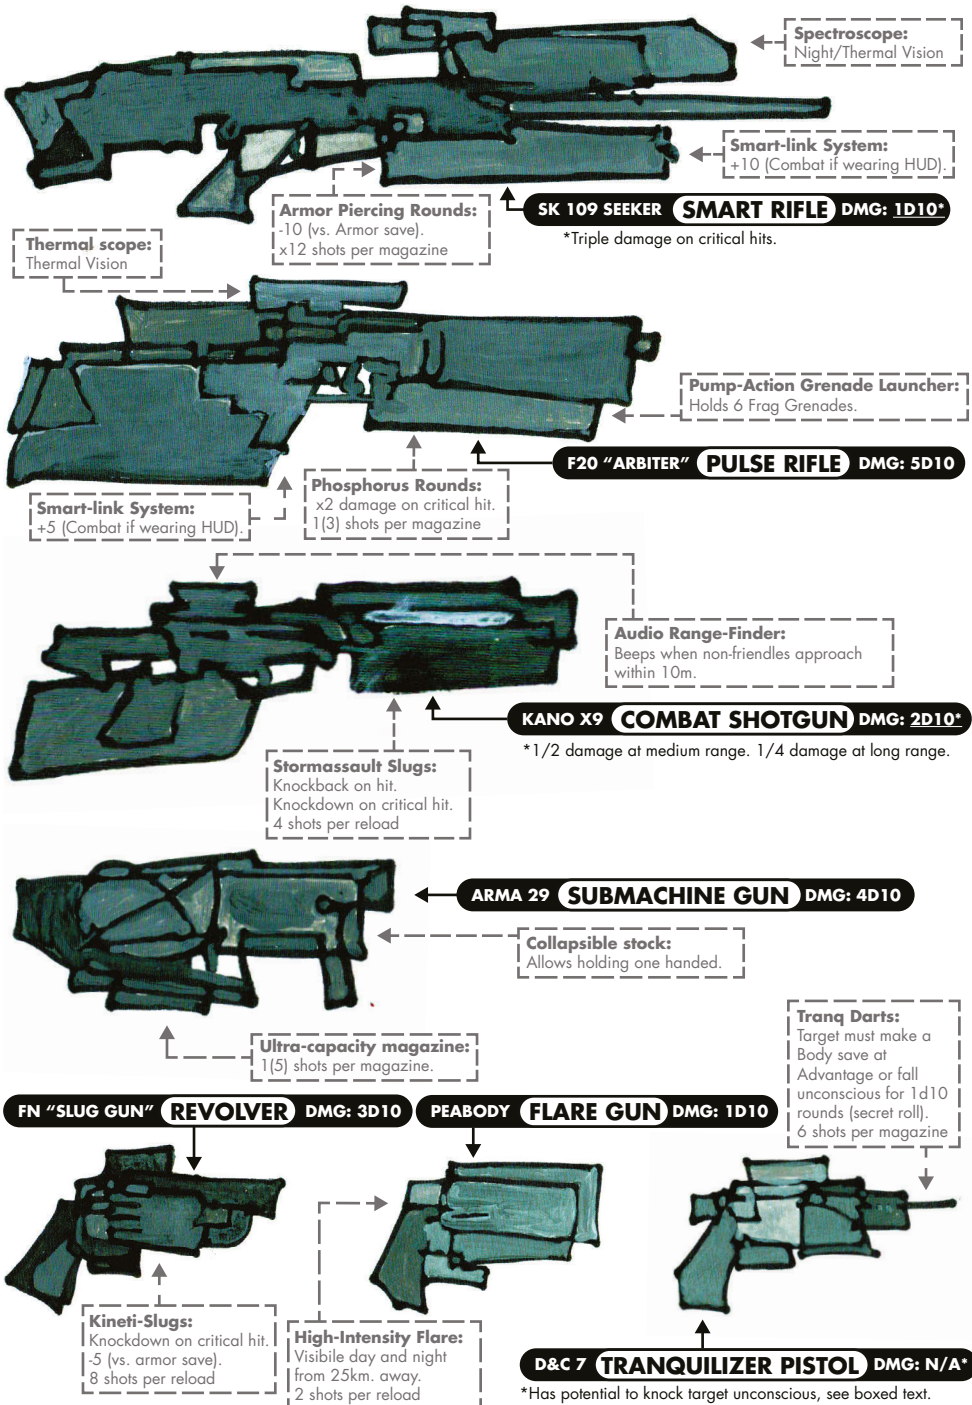 Spectroscope:
Night/Thermal Vision
Smart-link System:
+10 (Combat if wearing HUD).
Armor Piercing Rounds:
-10 (vs. Armor save).
x12 shots per magazine
SK 109 SEEKER SMART RIFLE DMG: 1D10*
*Triple damage on critical hits.
Thermal scope:
Thermal Vision
Pump-Action Grenade Launcher:
Holds 6 Frag Grenades.
F20 “ARBITER” PULSE RIFLE DMG: 5D10
Phosphorus Rounds:
x2 damage on critical hit.
1(3) shots per magazine
Smart-link System:
+5 (Combat if wearing HUD).
Audio Range-Finder:
Beeps when non-friendles approach
within 10m.
KANO X9 COMBAT SHOTGUN DMG: 2D10*
*1/2 damage at medium range. 1/4 damage at long range.
Stormassault Slugs:
Knockback on hit.
Knockdown on critical hit.
4 shots per reload
ARMA 29 SUBMACHINE GUN DMG: 4D10
Collapsible stock:
Allows holding one handed.
Ultra-capacity magazine:
1(5) shots per magazine.
Tranq Darts:
Target must make a
Body save at
Advantage or fall
unconscious for 1d10
rounds (secret roll).
6 shots per magazine
FN “SLUG GUN” REVOLVER DMG: 3D10
PEABODY FLARE GUN DMG: 1D10
Kineti-Slugs:
Knockdown on critical hit.
-5 (vs. armor save).
8 shots per reload
High-Intensity Flare:
Visibile day and night
from 25km. away.
2 shots per reload
D&C 7 TRANQUILIZER PISTOL DMG: N/A*
*Has potential to knock target unconscious, see boxed text.